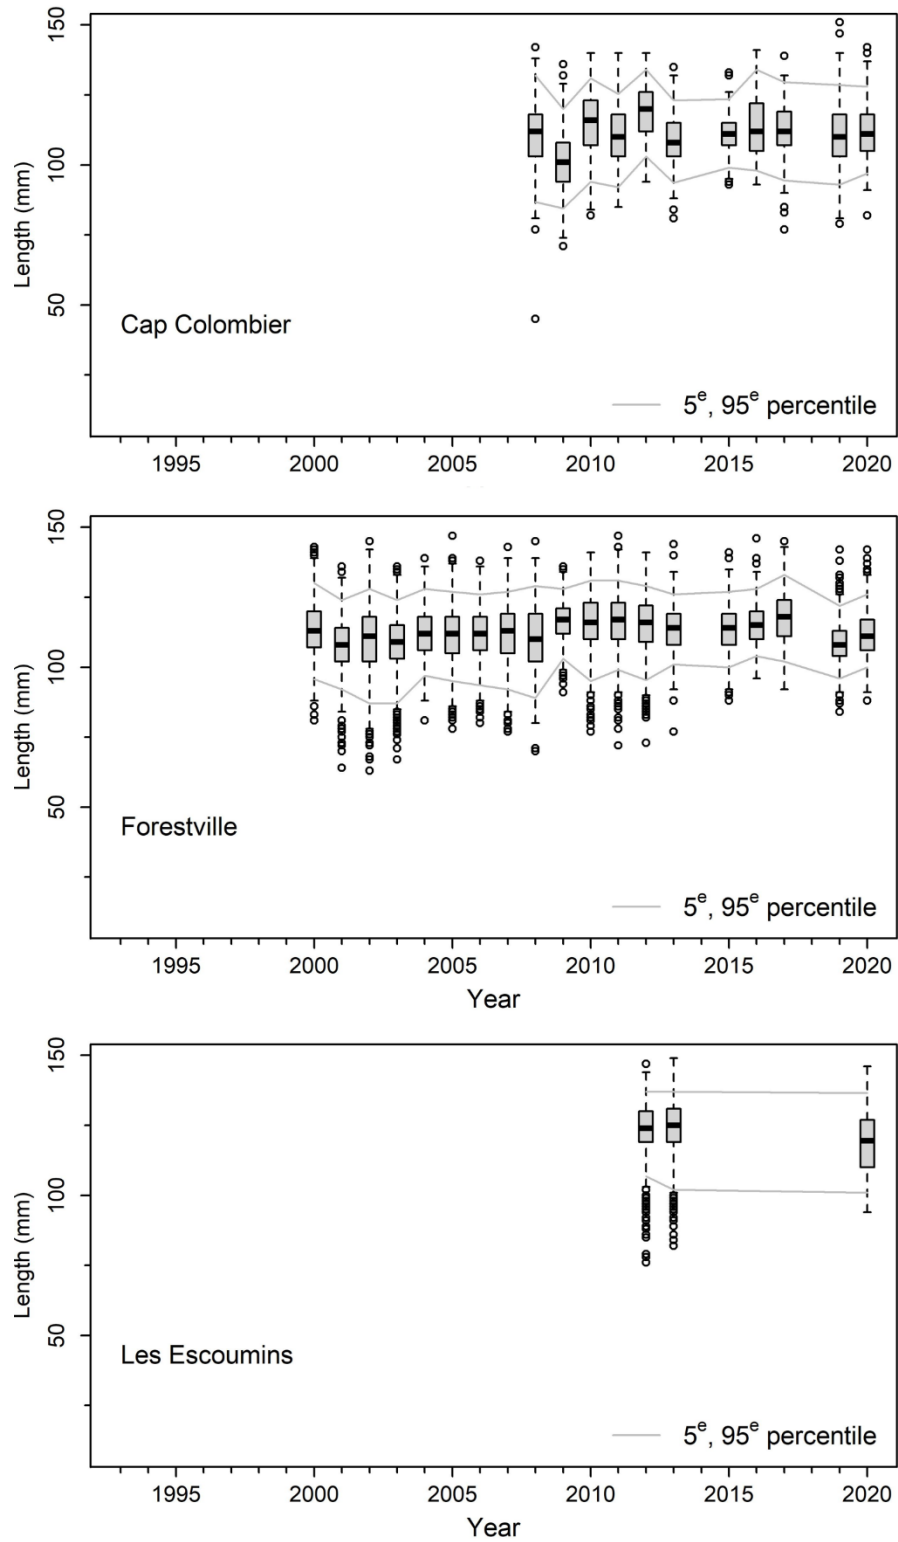 150
100
50
Length (mm)
Cap Colombier
5e, 95e percentile
1995 2000 2005 2010 2015 2020
150
100
50
Length (mm)
Forestville
5e, 95e percentile
1995 2000 2005 2010 2015 2020
Year
150
100
50
Length (mm)
Les Escoumins
5e, 95e percentile
1995 2000 2005 2010 2015 2020
Year